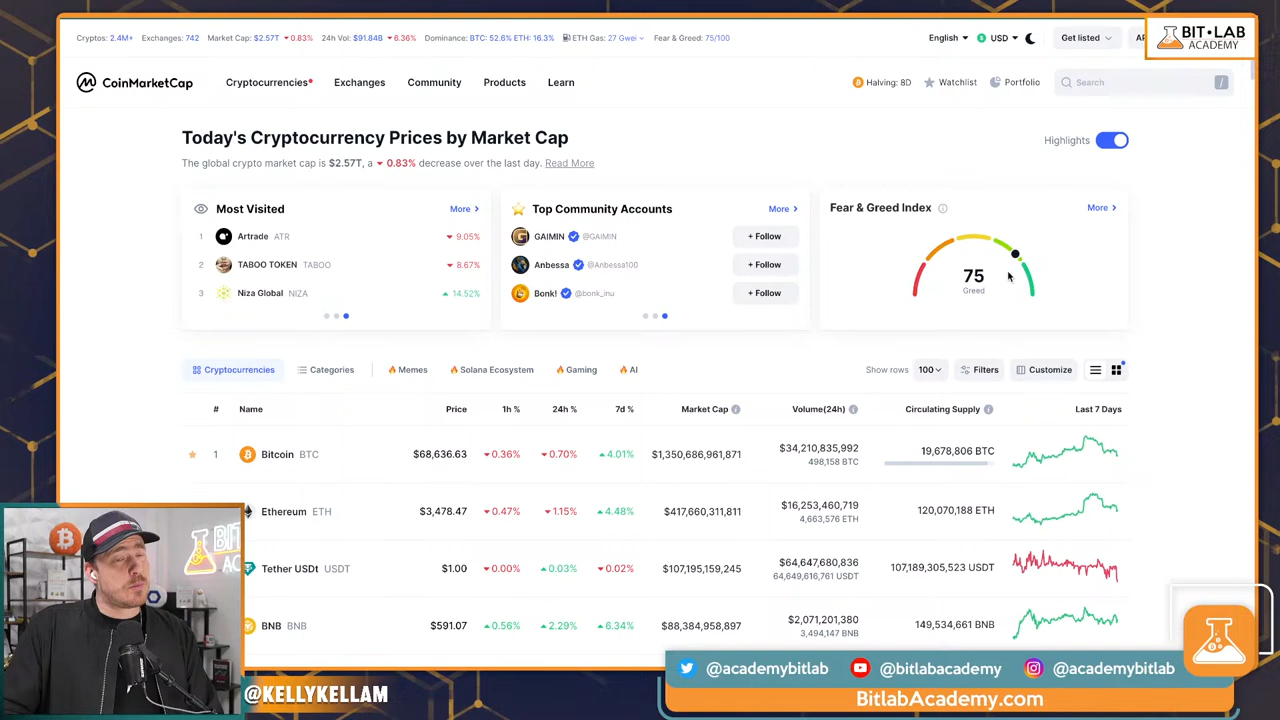 Cryptos: 2.4M+ Exchanges: 742 Market Cap: $2.57T 0.83% 24h Vol: $91.84B 6.36% Dominance: BTC: 52.6% ETH: 16.3% ETH Gas: 27 Gwei Fear & Greed: 75/100
English USD Get listed
BIT•LAB
ACADEMY
CoinMarketCap Cryptocurrencies Exchanges Community Products Learn
Halving: 8D Watchlist Portfolio Search /
Today's Cryptocurrency Prices by Market Cap
Highlights
The global crypto market cap is $2.57T, a 0.83% decrease over the last day. Read More
Most Visited More >
1 Artrade ATR 9.05%
2 TABOO TOKEN TABOO 8.67%
3 Niza Global NIZA 14.52%
Top Community Accounts More >
GAIMIN @GAIMIN + Follow
Anbessa @Anbessa100 + Follow
Bonk! @bonk_inu + Follow
Fear & Greed Index More >
75
Greed
Cryptocurrencies Categories Memes Solana Ecosystem Gaming AI
Show rows 100 Filters Customize
# Name Price 1h % 24h % 7d % Market Cap Volume(24h) Circulating Supply Last 7 Days
1 Bitcoin BTC $68,636.63 0.36% 0.70% 4.01% $1,350,686,961,871 $34,210,835,992 19,678,806 BTC
498,158 BTC
Ethereum ETH $3,478.47 0.47% 1.15% 4.48% $417,660,311,811 $16,253,460,719 120,070,188 ETH
4,663,576 ETH
Tether USDt USDT $1.00 0.00% 0.03% 0.02% $107,195,159,245 $64,647,680,836 107,189,305,523 USDT
64,649,616,761 USDT
BNB BNB $591.07 0.56% 2.29% 6.34% $88,384,958,897 $2,071,201,380 149,534,661 BNB
3,494,147 BNB
@KELLYKELLAM
@academybitlab @bitlabacademy @academybitlab
BitlabAcademy.com